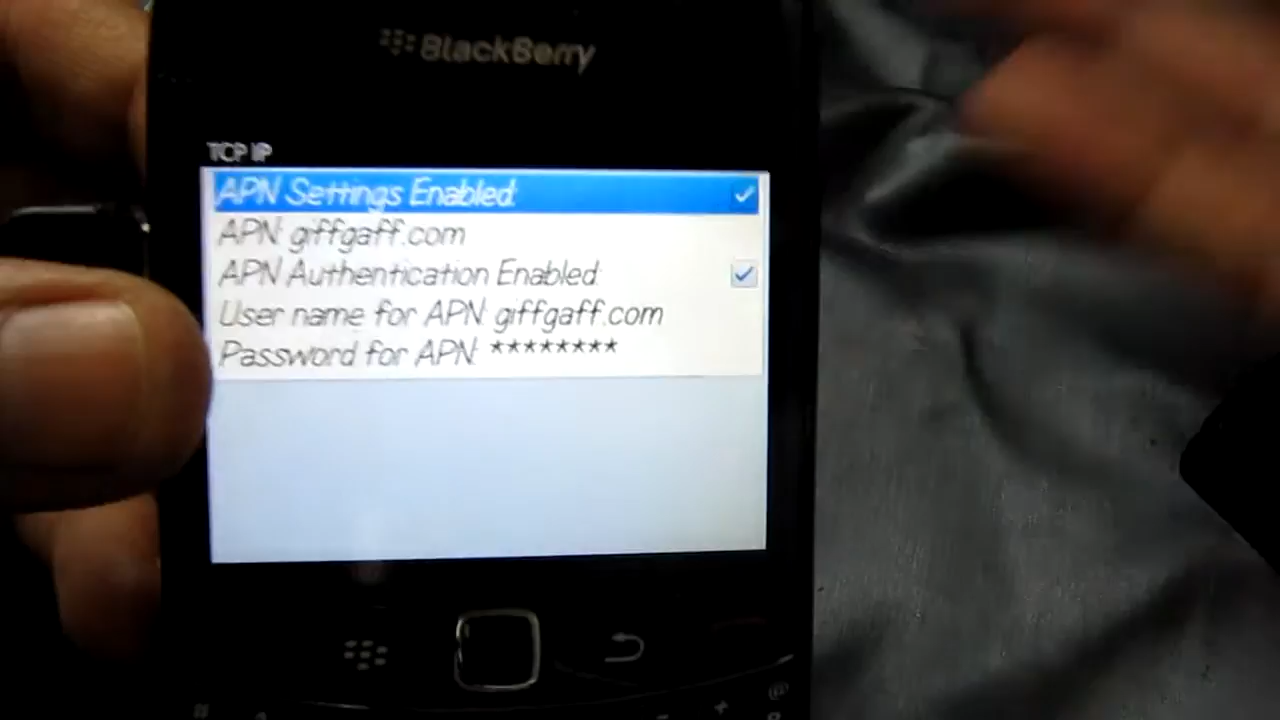 BlackBerry
TCP IP
APN Settings Enabled:
APN: giffgaff.com
APN Authentication Enabled:
User name for APN: giffgaff.com
Password for APN: ********